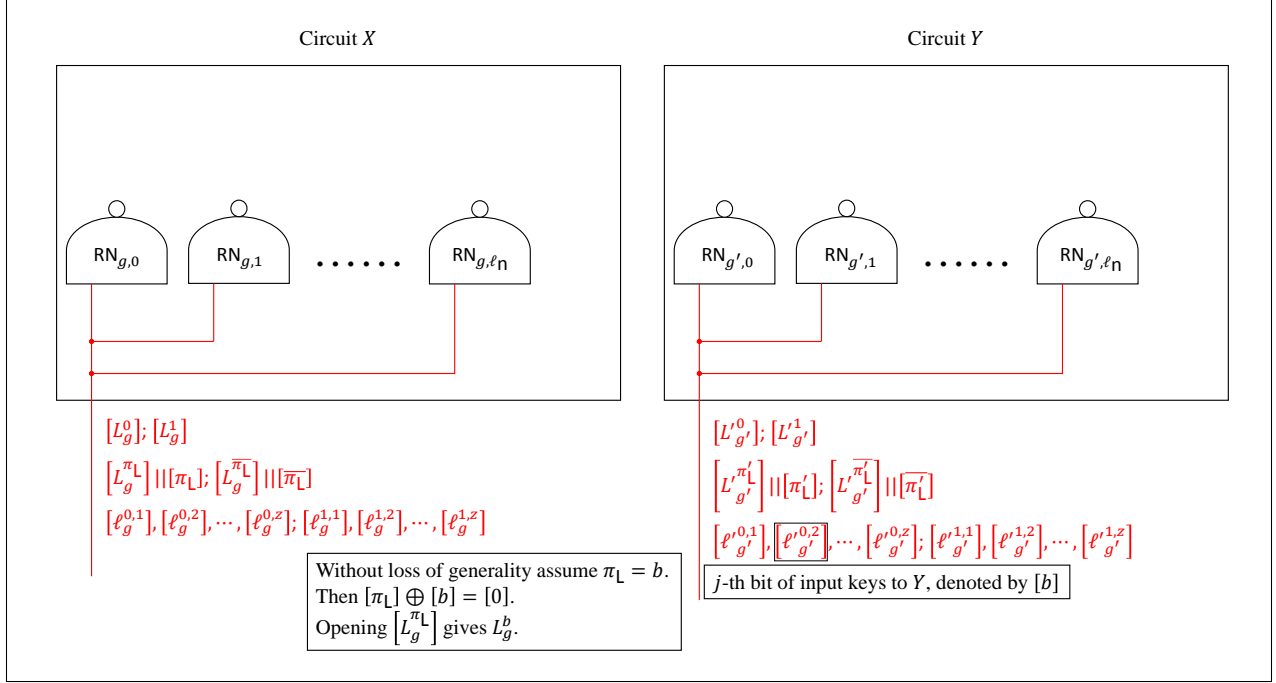 Circuit X
Circuit Y
RN_{g,0}
RN_{g,1}
......
RN_{g,ℓn}
RN_{g′,0}
RN_{g′,1}
......
RN_{g′,ℓn}
[L_g^0]; [L_g^1]
[L_g^{π_L}] ||[π_L]; [L_g^{\overline{π_L}}] ||[\overline{π_L}]
[ℓ_g^{0,1}], [ℓ_g^{0,2}], ⋯, [ℓ_g^{0,z}]; [ℓ_g^{1,1}], [ℓ_g^{1,2}], ⋯, [ℓ_g^{1,z}]
[L′_{g′}^0]; [L′_{g′}^1]
[L′_{g′}^{π′_L}] ||[π′_L]; [L′_{g′}^{\overline{π′_L}}] ||[\overline{π′_L}]
[ℓ′_{g′}^{0,1}], [ℓ′_{g′}^{0,2}], ⋯, [ℓ′_{g′}^{0,z}]; [ℓ′_{g′}^{1,1}], [ℓ′_{g′}^{1,2}], ⋯, [ℓ′_{g′}^{1,z}]
Without loss of generality assume π_L = b.
Then [π_L] ⊕ [b] = [0].
Opening [L_g^{π_L}] gives L_g^b.
j-th bit of input keys to Y, denoted by [b]